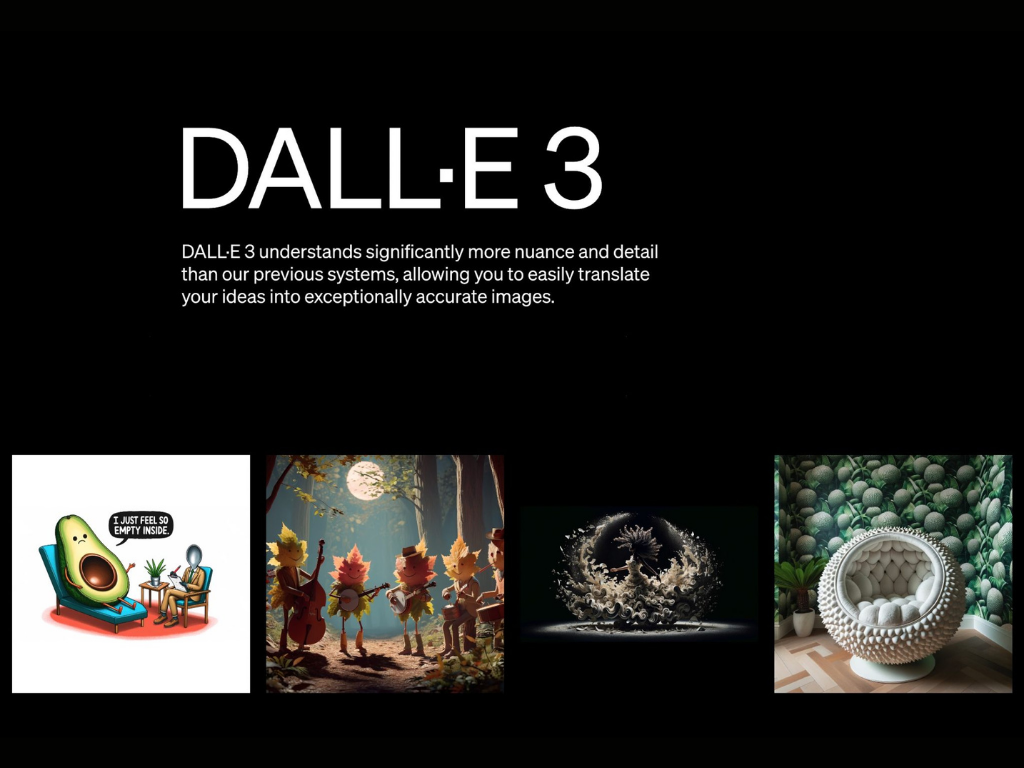 DALL·E 3
DALL·E 3 understands significantly more nuance and detail
than our previous systems, allowing you to easily translate
your ideas into exceptionally accurate images.
I JUST FEEL SO
EMPTY INSIDE.